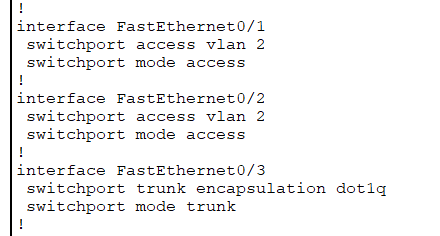 !
interface FastEthernet0/1
 switchport access vlan 2
 switchport mode access
!
interface FastEthernet0/2
 switchport access vlan 2
 switchport mode access
!
interface FastEthernet0/3
 switchport trunk encapsulation dot1q
 switchport mode trunk
!